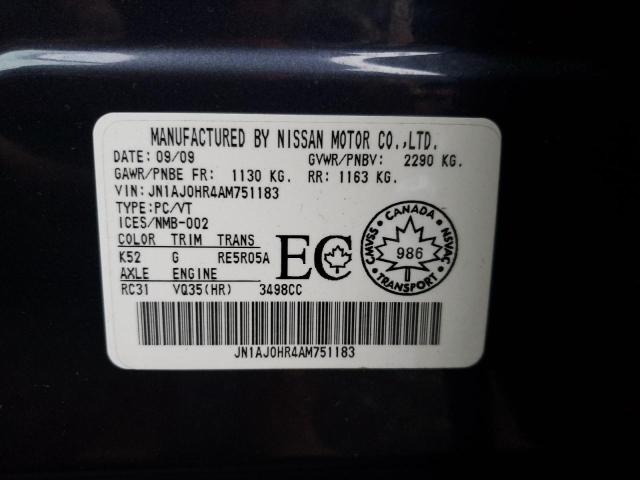 MANUFACTURED BY NISSAN MOTOR CO.,LTD.
DATE: 09/09 GVWR/PNBV: 2290 KG.
GAWR/PNBE FR: 1130 KG. RR: 1163 KG.
VIN: JN1AJ0HR4AM751183
TYPE: PC/VT
ICES/NMB-002
COLOR TRIM TRANS
K52 G RE5R05A
AXLE ENGINE
RC31 VQ35(HR) 3498CC
EC
CANADA
CMVSS 986 NSVAC
TRANSPORT
JN1AJ0HR4AM751183